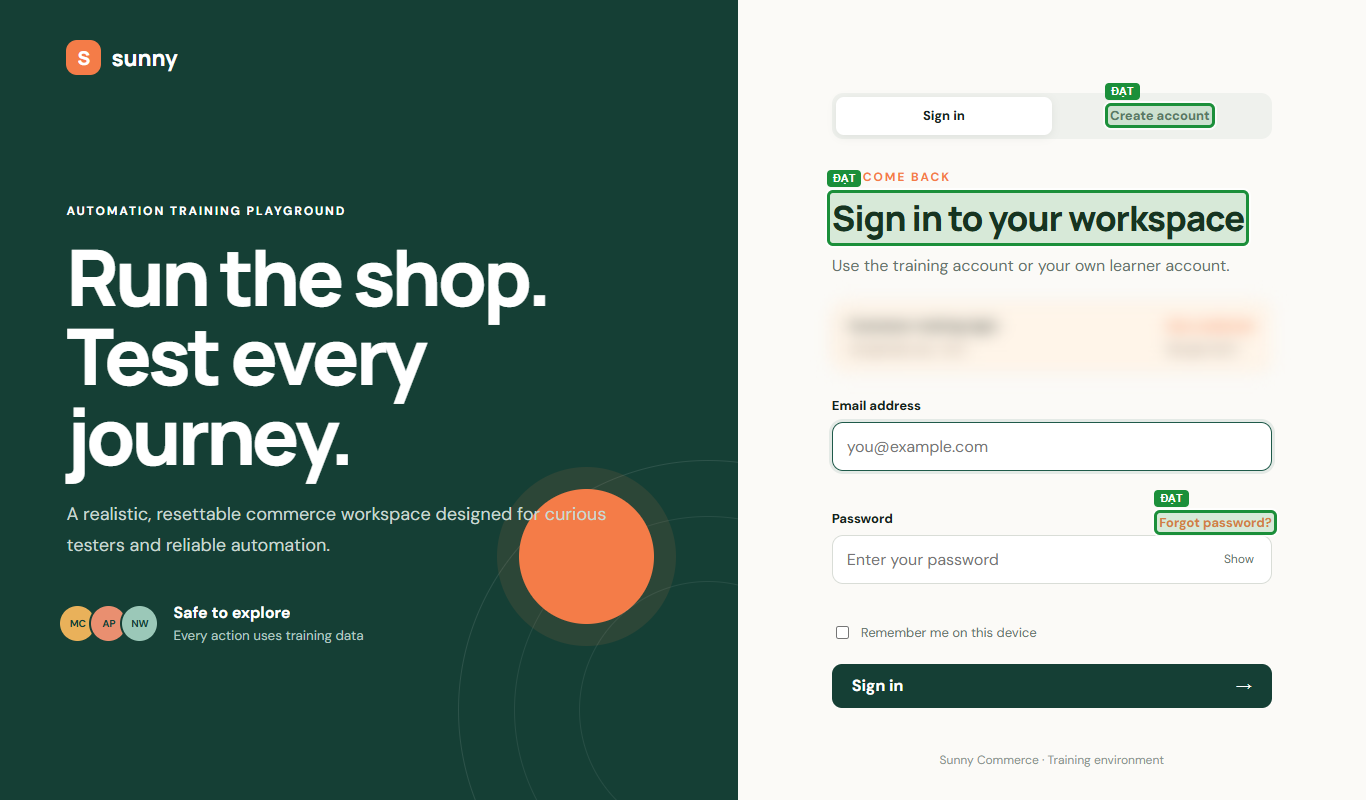 S sunny
AUTOMATION TRAINING PLAYGROUND
Run the shop.
Test every
journey.
A realistic, resettable commerce workspace designed for curious
testers and reliable automation.
MC AP NW
Safe to explore
Every action uses training data
ĐẠT
Sign in
Create account
ĐẠT
COME BACK
Sign in to your workspace
Use the training account or your own learner account.
Email address
you@example.com
ĐẠT
Password
Forgot password?
Enter your password
Show
Remember me on this device
Sign in →
Sunny Commerce · Training environment